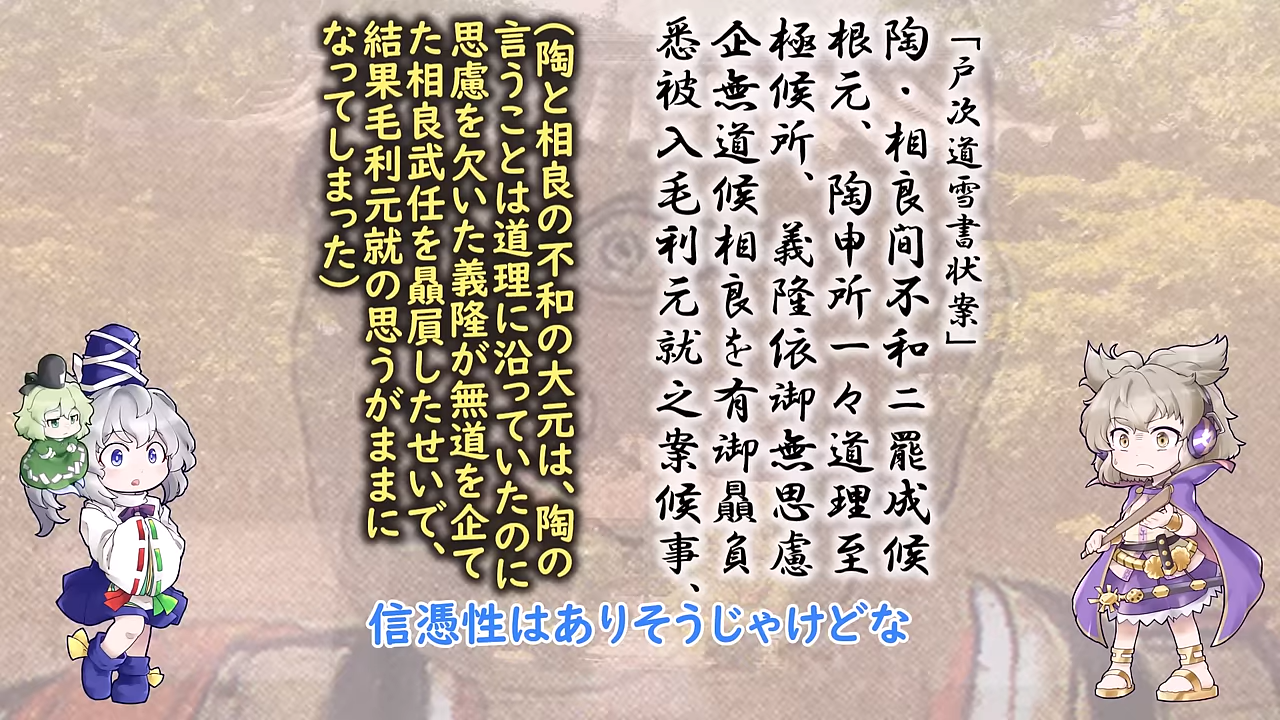 「戸次道雪書状案」
陶・相良间不和二罷成候
根元、陶申所一々道理至
極候所、義隆依御無思慮
企無道候相良を有御贔負
悉被入毛利元就之案候事、
（陶と相良の不和の大元は、陶の
言うことは道理に沿っていたのに
思慮を欠いた義隆が無道を企て
た相良武任を贔屓したせいで、
結果毛利元就の思うがままに
なってしまった）
信憑性はありそうじゃけどな